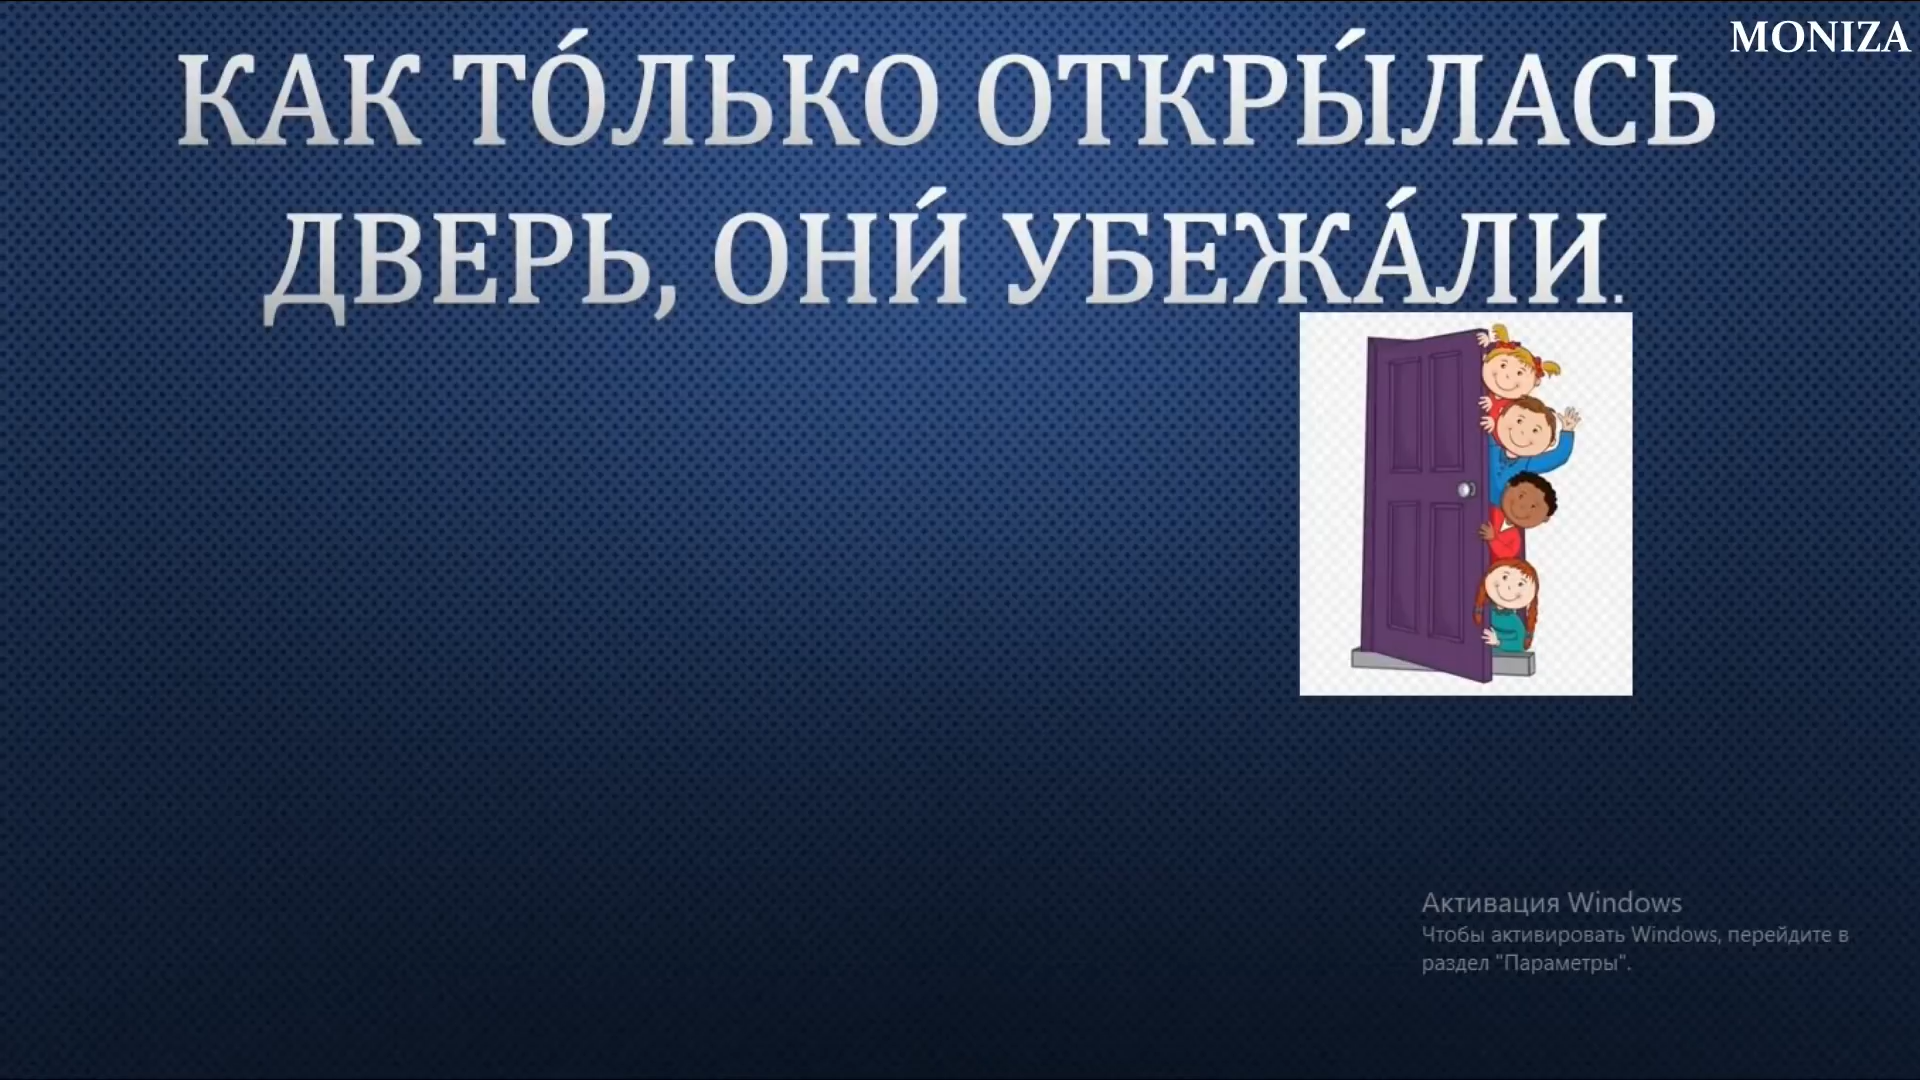 MONIZA
КАК ТО́ЛЬКО ОТКРЫ́ЛАСЬ
ДВЕРЬ, ОНИ́ УБЕЖА́ЛИ.
Активация Windows
Чтобы активировать Windows, перейдите в
раздел "Параметры".